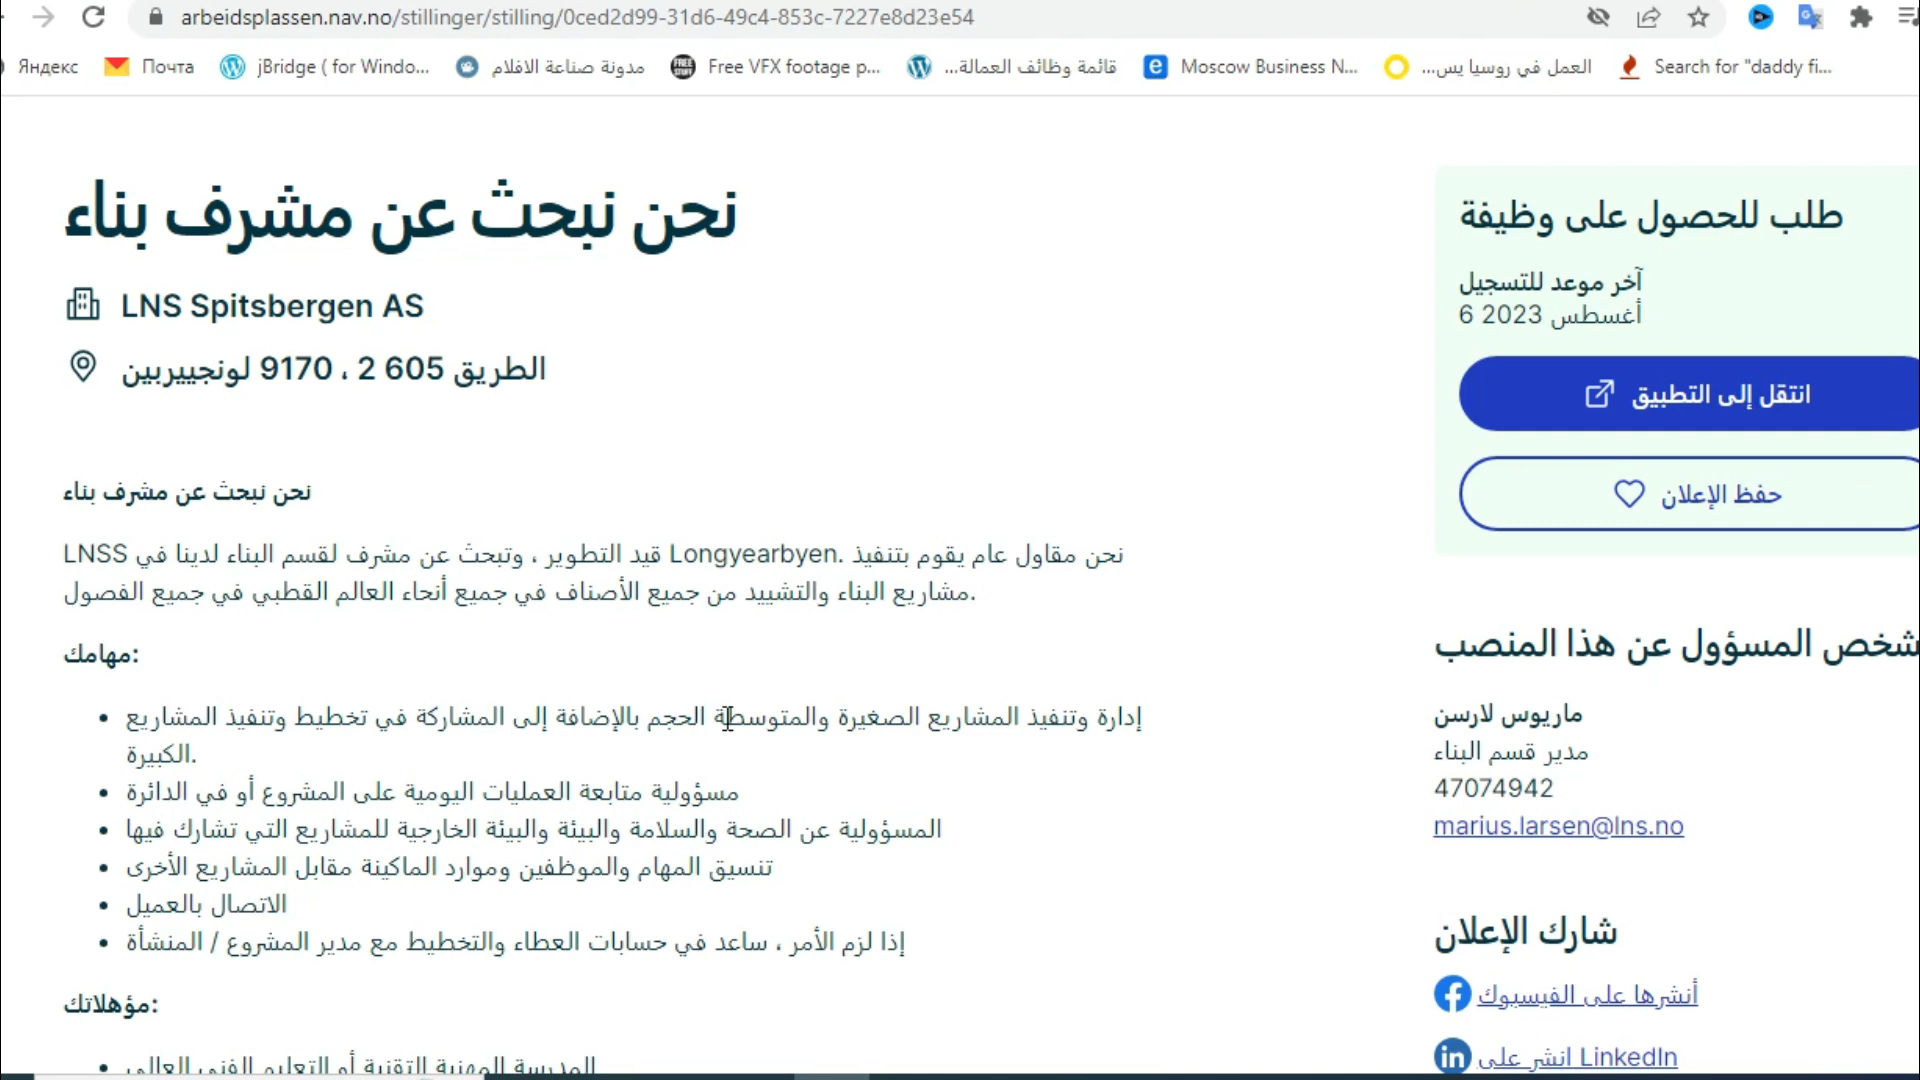 arbeidsplassen.nav.no/stillinger/stilling/0ced2d99-31d6-49c4-853c-7227e8d23e54
Яндекс
Почта
jBridge ( for Windo...
مدونة صناعة الافلام
Free VFX footage p...
قائمة وظائف العمالة...
Moscow Business N...
العمل في روسيا يس...
Search for "daddy fi...
نحن نبحث عن مشرف بناء
LNS Spitsbergen AS
الطريق 605 2 ، 9170 لونجييربين
نحن نبحث عن مشرف بناء
LNSS قيد التطوير ، وتبحث عن مشرف لقسم البناء لدينا في Longyearbyen. نحن مقاول عام يقوم بتنفيذ
مشاريع البناء والتشييد من جميع الأصناف في جميع أنحاء العالم القطبي في جميع الفصول.
مهامك:
إدارة وتنفيذ المشاريع الصغيرة والمتوسطة الحجم بالإضافة إلى المشاركة في تخطيط وتنفيذ المشاريع
الكبيرة.
مسؤولية متابعة العمليات اليومية على المشروع أو في الدائرة
المسؤولية عن الصحة والسلامة والبيئة والبيئة الخارجية للمشاريع التي تشارك فيها
تنسيق المهام والموظفين وموارد الماكينة مقابل المشاريع الأخرى
الاتصال بالعميل
إذا لزم الأمر ، ساعد في حسابات العطاء والتخطيط مع مدير المشروع / المنشأة
مؤهلاتك:
المدرسة المهنية التقنية أو التعليم الفني العالي
طلب للحصول على وظيفة
آخر موعد للتسجيل
6 أغسطس 2023
انتقل إلى التطبيق
حفظ الإعلان
شخص المسؤول عن هذا المنصب
ماريوس لارسن
مدير قسم البناء
47074942
marius.larsen@lns.no
شارك الإعلان
أنشرها على الفيسبوك
انشر على LinkedIn